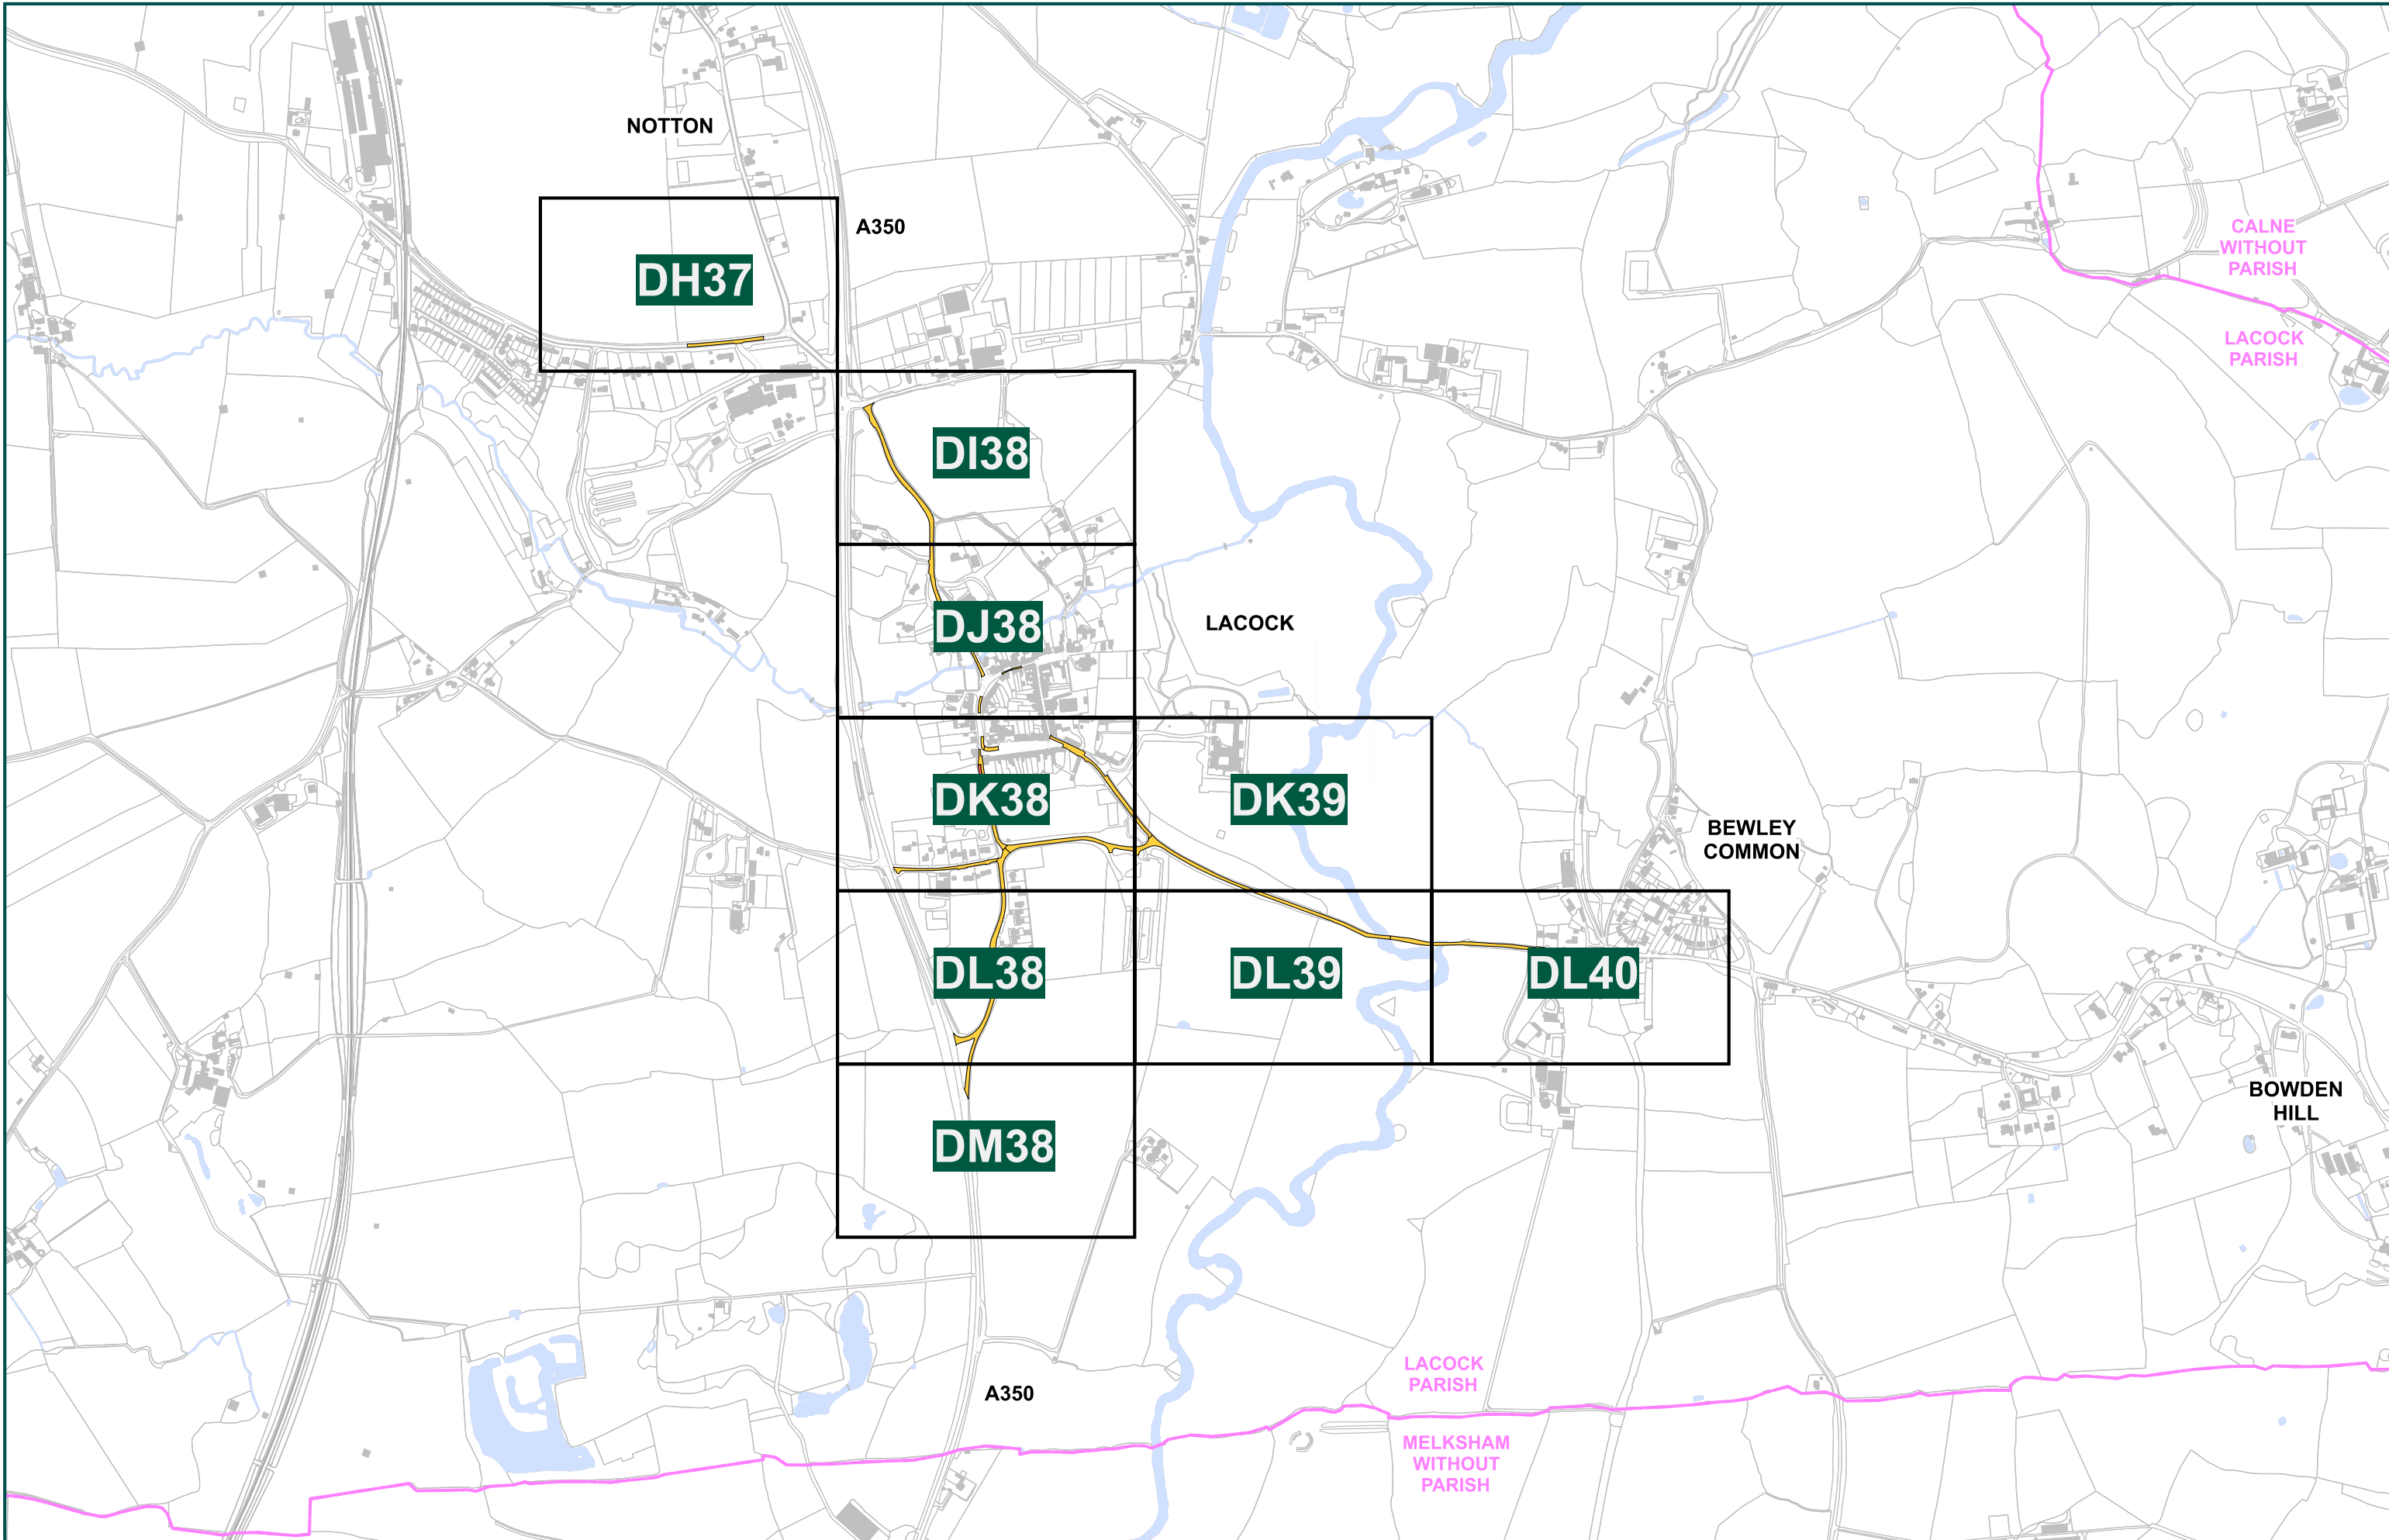 NOTTON
A350
CALNE
WITHOUT
PARISH
DH37
LACOCK
PARISH
DI38
DJ38
LACOCK
DK38
DK39
BEWLEY
COMMON
DL38
DL39
DL40
BOWDEN
HILL
DM38
LACOCK
PARISH
A350
MELKSHAM
WITHOUT
PARISH